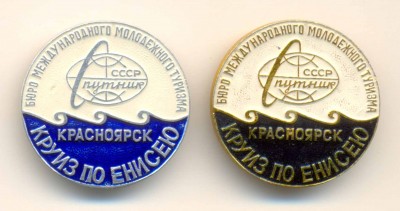 БЮРО МЕЖДУНАРОДНОГО МОЛОДЕЖНОГО ТУРИЗМА
СССР
Спутник
КРАСНОЯРСК
КРУИЗ ПО ЕНИСЕЮ
БЮРО МЕЖДУНАРОДНОГО МОЛОДЕЖНОГО ТУРИЗМА
СССР
Спутник
КРАСНОЯРСК
КРУИЗ ПО ЕНИСЕЮ